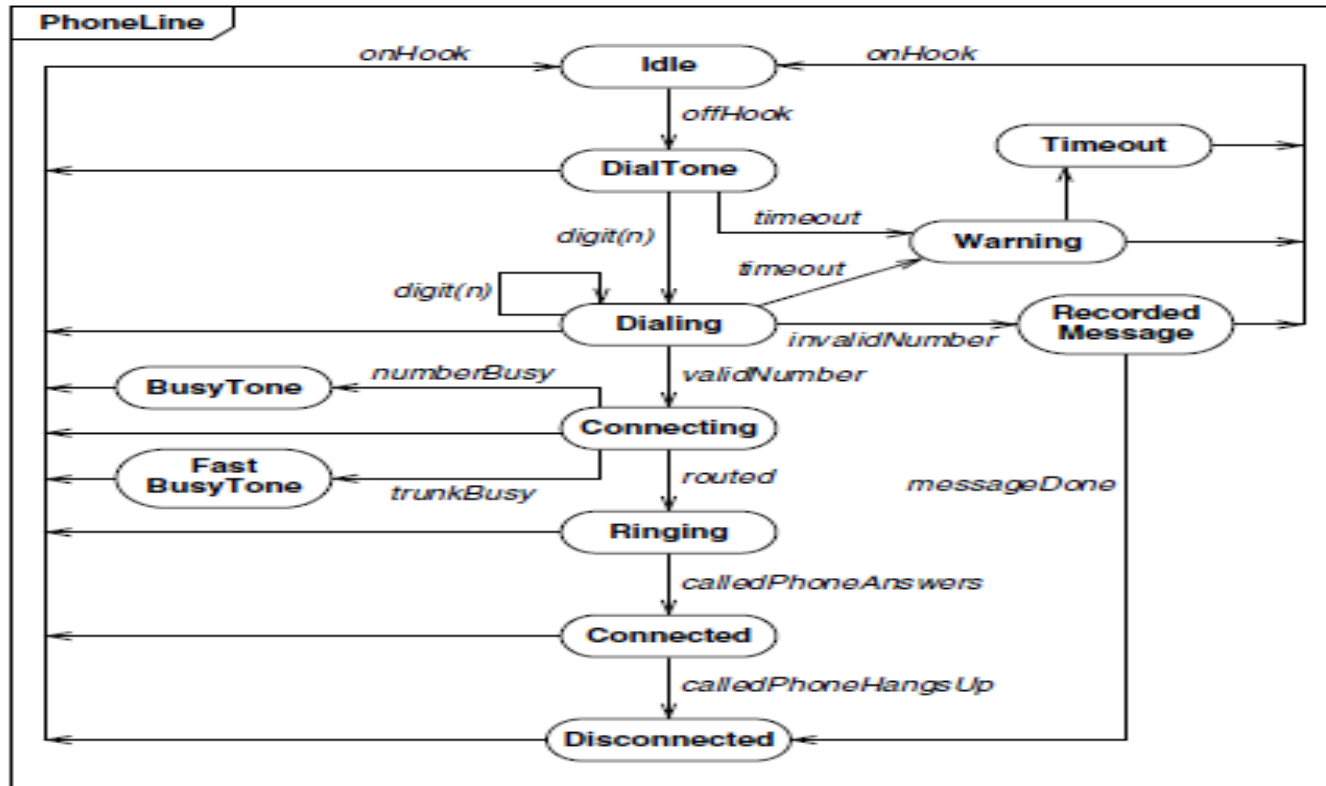 PhoneLine
onHook
Idle
onHook
offHook
Timeout
DialTone
timeout
digit(n)
Warning
timeout
digit(n)
Dialing
Recorded
Message
invalidNumber
numberBusy
validNumber
BusyTone
Connecting
Fast
BusyTone
routed
messageDone
trunkBusy
Ringing
calledPhoneAnswers
Connected
calledPhoneHangsUp
Disconnected